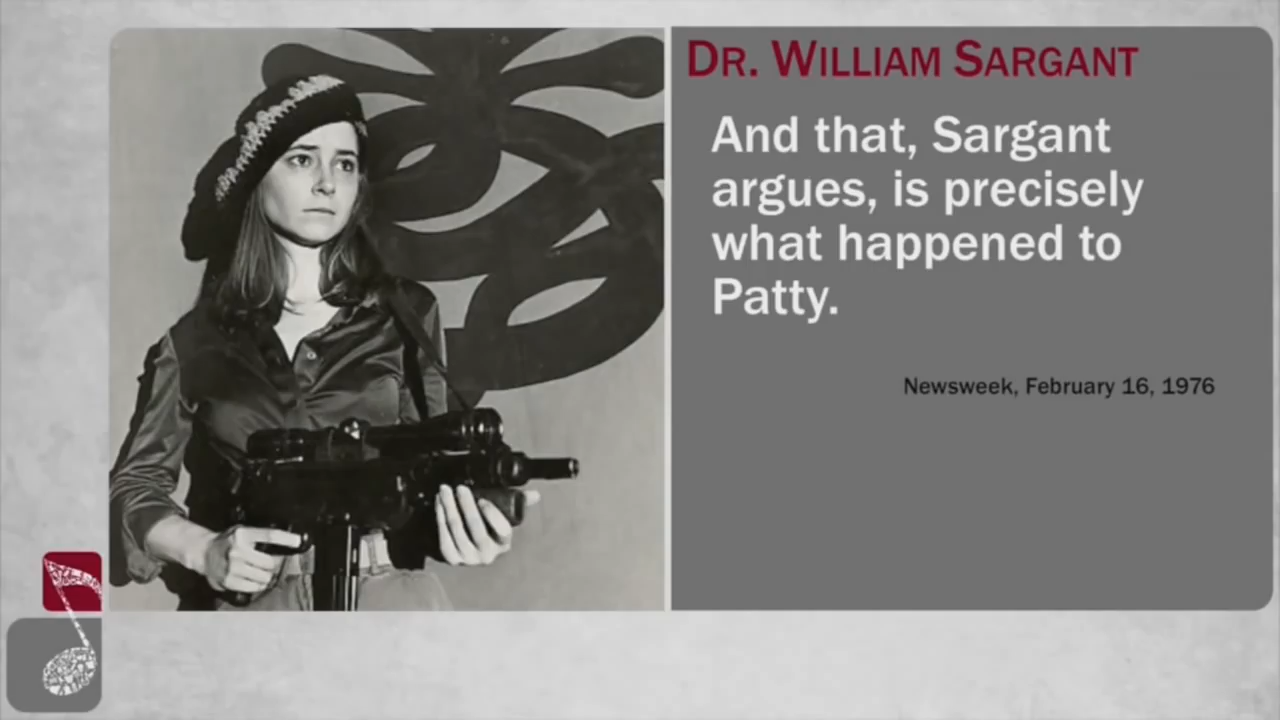 DR. WILLIAM SARGANT
And that, Sargant
argues, is precisely
what happened to
Patty.
Newsweek, February 16, 1976